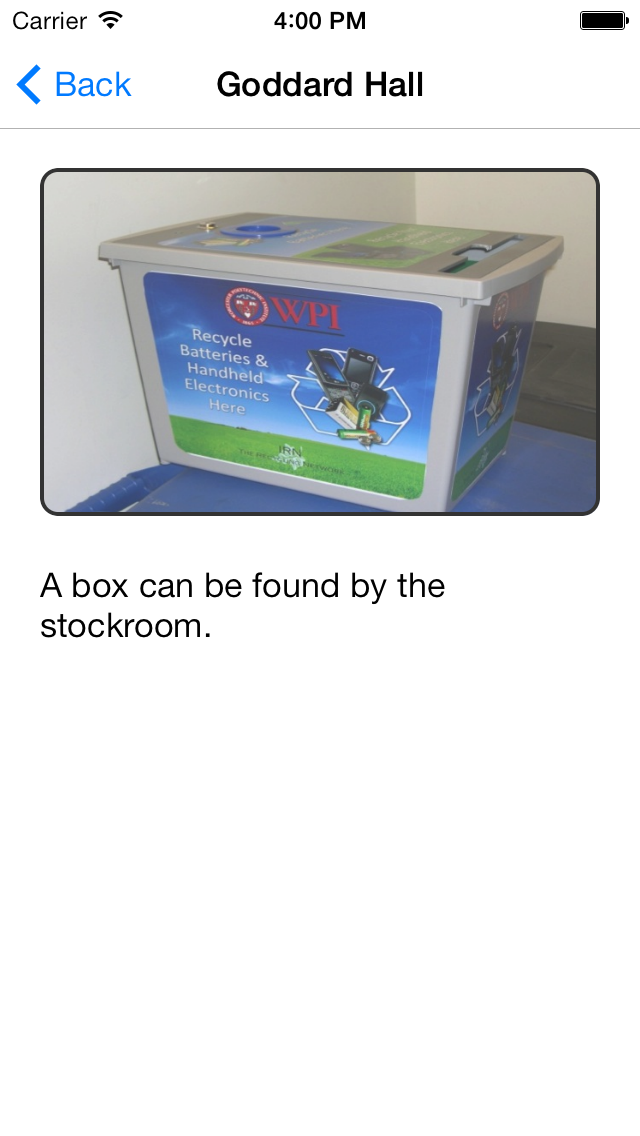 Carrier 4:00 PM
Back Goddard Hall
WPI
Recycle
Batteries &
Handheld
Electronics
Here
IRN
A box can be found by the
stockroom.